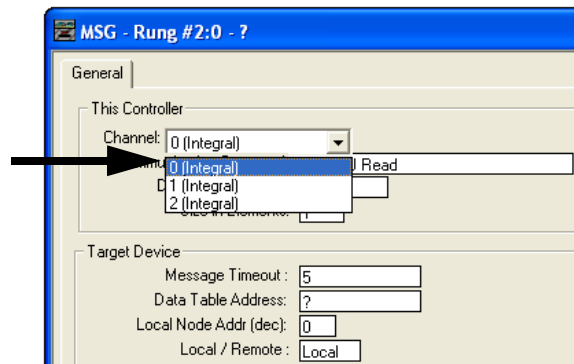 MSG - Rung #2:0 - ?
General
This Controller
Channel: 0 (Integral)
0 (Integral)
Read
1 (Integral)
2 (Integral)
Target Device
Message Timeout : 5
Data Table Address: ?
Local Node Addr (dec): 0
Local / Remote : Local